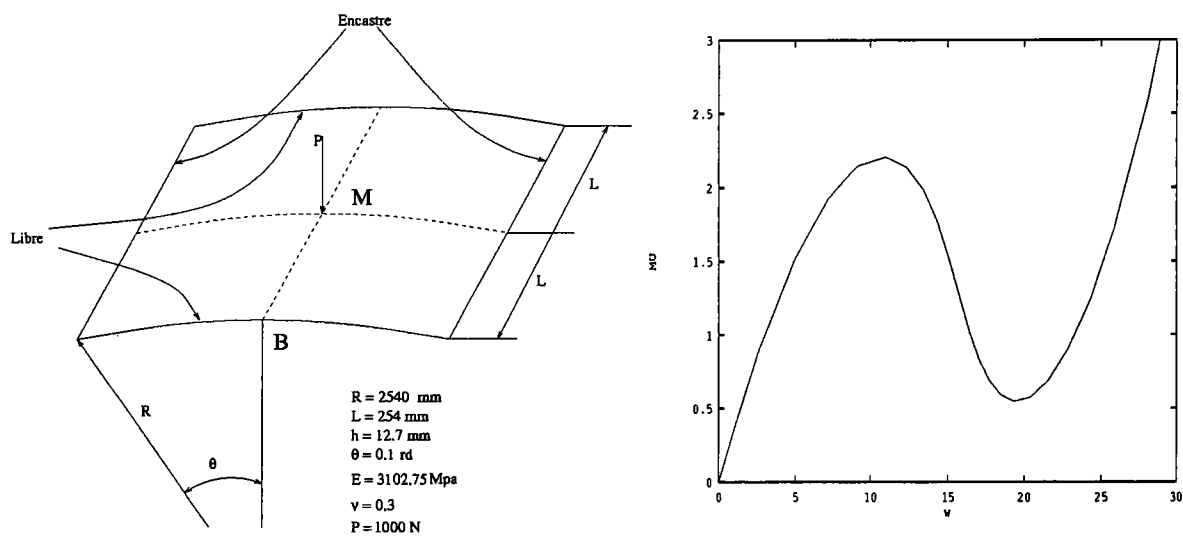 Encastre
P
M
L
L
Libre
B
R
θ
R = 2540 mm
L = 254 mm
h = 12.7 mm
θ = 0.1 rd
E = 3102.75 Mpa
ν = 0.3
P = 1000 N
3
2.5
2
1.5
1
0.5
0
MU
0 5 10 15 20 25 30
W